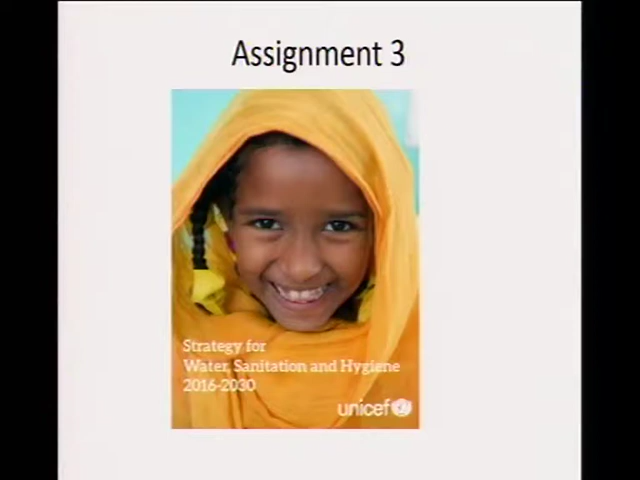 Assignment 3
Strategy for
Water, Sanitation and Hygiene
2016-2030
unicef